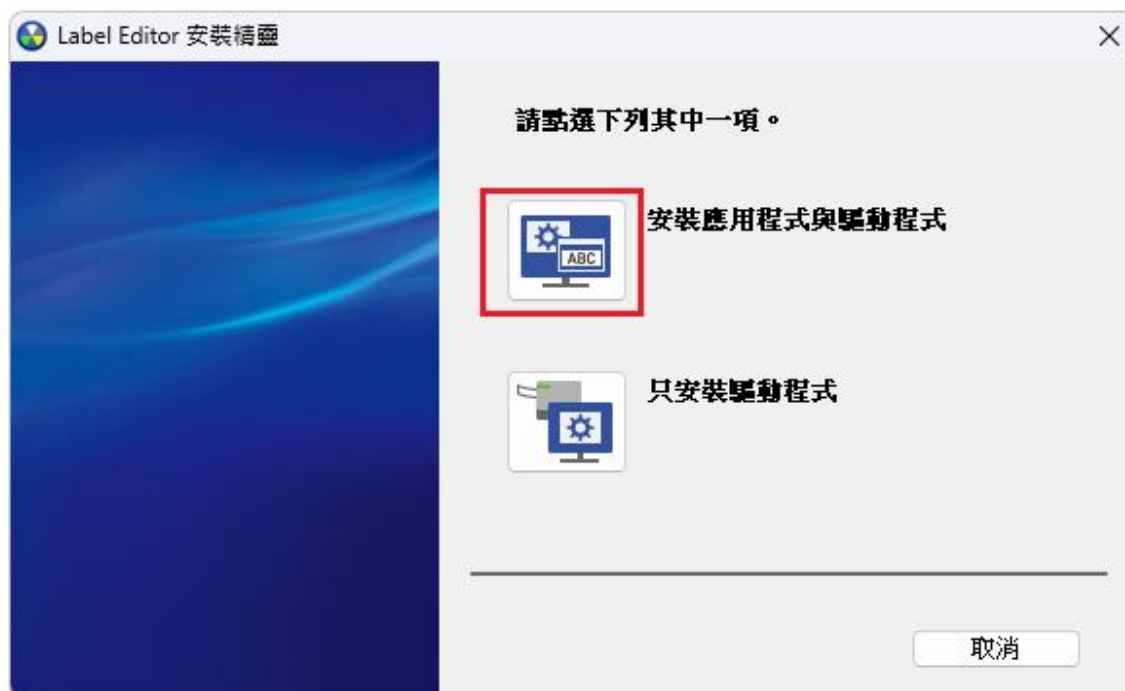 Label Editor 安裝精靈
請點選下列其中一項。
安裝應用程式與驅動程式
ABC
只安裝驅動程式
取消